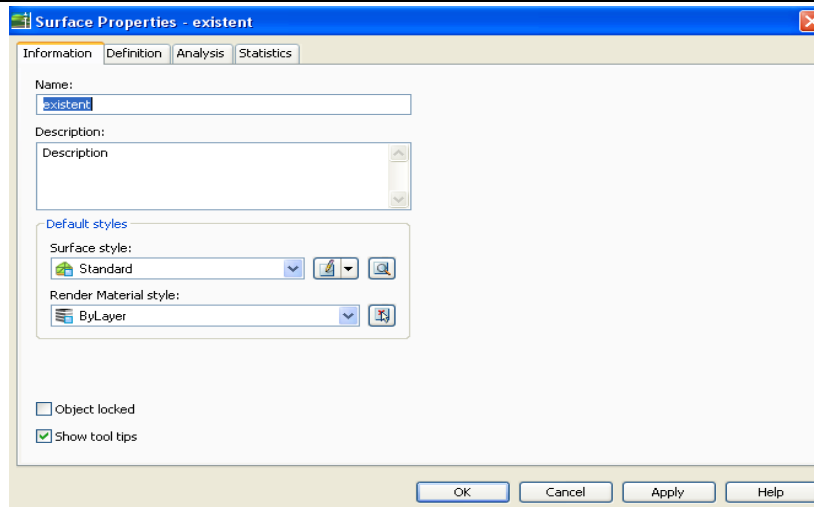 Surface Properties - existent
Information Definition Analysis Statistics
Name:
existent
Description:
Description
Default styles
Surface style:
Standard
Render Material style:
ByLayer
Object locked
Show tool tips
OK Cancel Apply Help